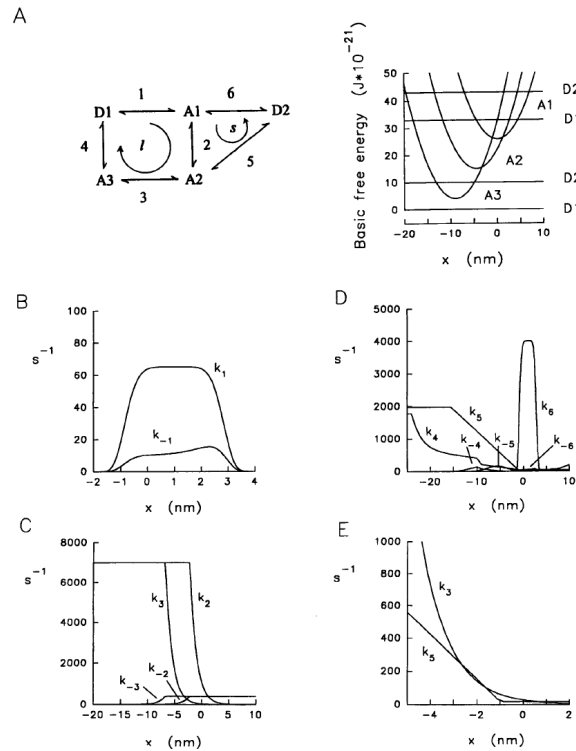 A
1
6
D1
A1
D2
4
l
2
s
5
A3
A2
3
Basic free energy (J*10^-21)
50
40
30
20
10
0
D2
A1
D1
A2
D2
A3
D1
-20
-10
0
10
x (nm)
B
s^-1
100
80
60
40
20
0
k1
k-1
-2
-1
0
1
2
3
4
x (nm)
D
s^-1
5000
4000
3000
2000
1000
0
k5
k4
k-4
k-5
k6
k-6
-20
-10
0
10
x (nm)
C
s^-1
8000
6000
4000
2000
0
k3
k2
k-3
k-2
-20
-15
-10
-5
0
5
10
x (nm)
E
s^-1
1000
800
600
400
200
0
k3
k5
-4
-2
0
2
x (nm)